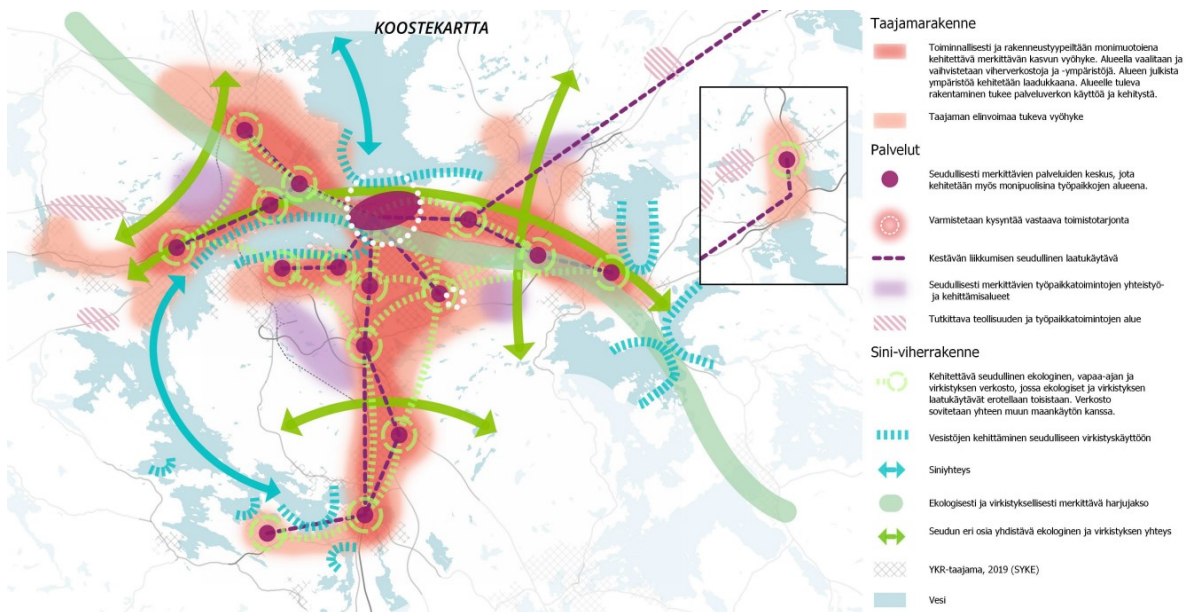 KOOSTEKARTTA
Taajamarakenne
Toiminnallisesti ja rakennustyypeiltään monimuotoiena
kehitettävä merkittävän kasvun vyöhyke. Alueella vaalitaan ja
vaihvistetaan viherverkostoja ja -ympäristöjä. Alueen julkista
ympäristöä kehitetään laadukkaana. Alueelle tuleva
rakentaminen tukee palveluverkon käyttöä ja kehitystä.
Taajaman elinvoimaa tukeva vyöhyke
Palvelut
Seudullisesti merkittävien palveluiden keskus, jota
kehitetään myös monipuolisina työpaikkojen alueena.
Varmistetaan kysyntää vastaava toimistotarjonta
Kestävän liikkumisen seudullinen laatukäytävä
Seudullisesti merkittävien työpaikkatoimintojen yhteistyö-
ja kehittämisalueet
Tutkittava teollisuuden ja työpaikkatoimintojen alue
Sini-viherrakenne
Kehitettävä seudullinen ekologinen, vapaa-ajan ja
virkistyksen verkosto, jossa ekologiset ja virkistyksen
laatukäytävät erotellaan toisistaan. Verkosto
sovitetaan yhteen muun maankäytön kanssa.
Vesistöjen kehittäminen seudulliseen virkistyskäyttöön
Siniyhteys
Ekologisesti ja virkistyksellisesti merkittävä harjujakso
Seudun eri osia yhdistävä ekologinen ja virkistyksen yhteys
YKR-taajama, 2019 (SYKE)
Vesi